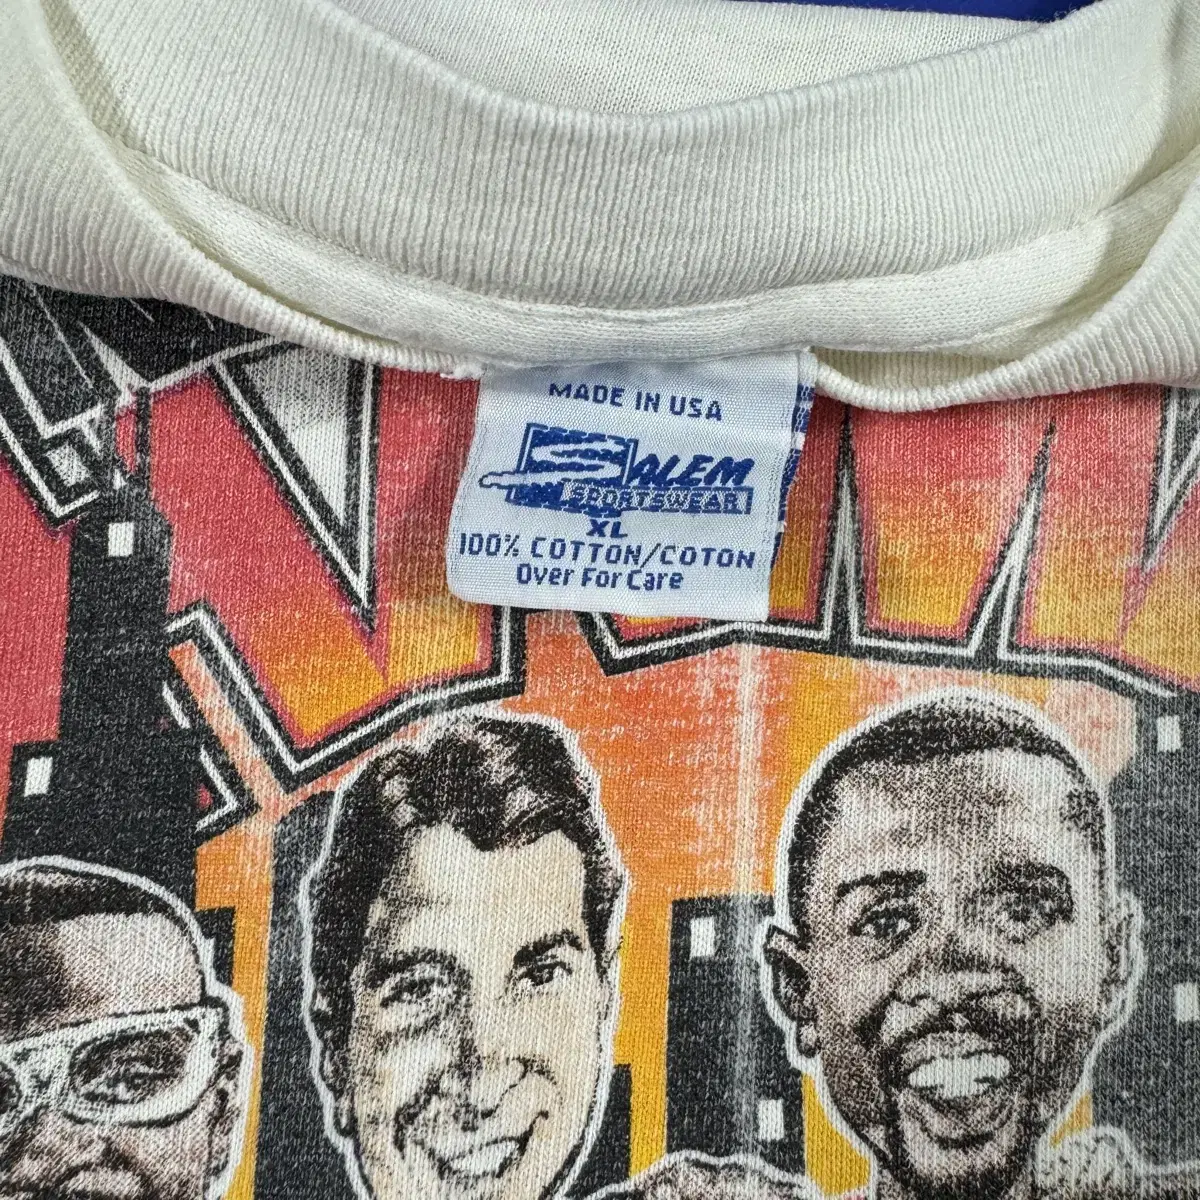 MADE IN USA
SALEM
SPORTSWEAR
XL
100% COTTON/COTON
Over For Care